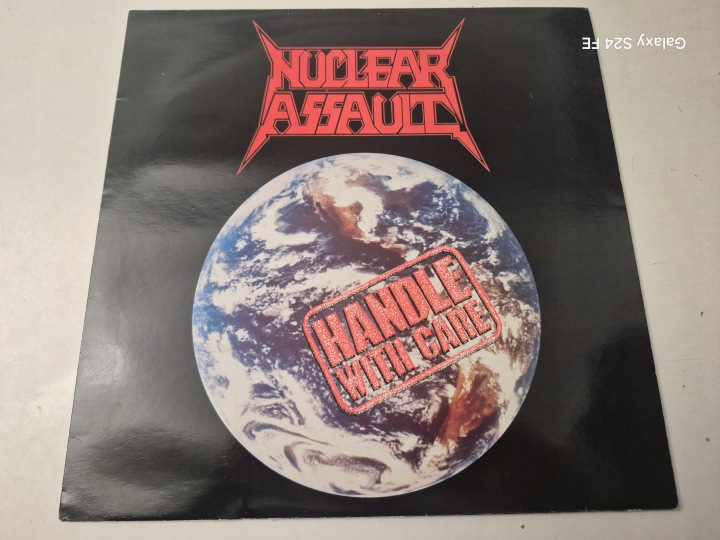 NUCLEAR
ASSAULT
HANDLE
WITH CARE
Galaxy S24 FE